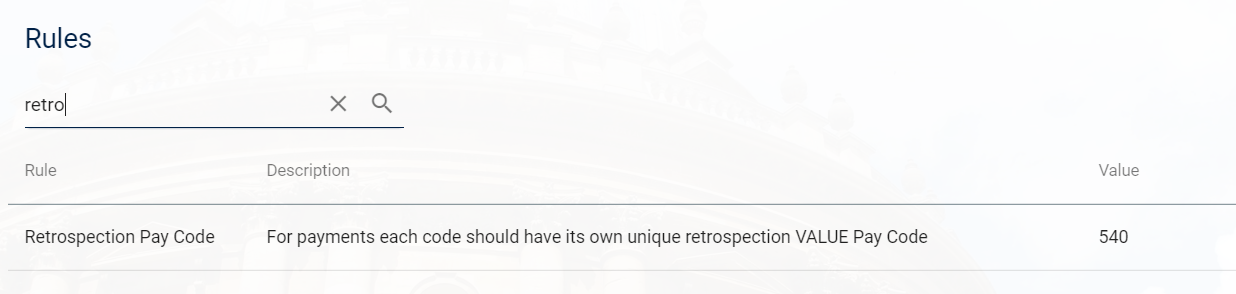 Rules
retro
Rule Description Value
Retrospection Pay Code For payments each code should have its own unique retrospection VALUE Pay Code 540